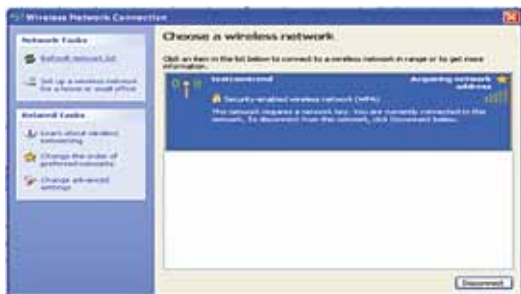 Wireless Network Connection
Network Tasks
Refresh network list
Set up a wireless network
for a home or small office
Related Tasks
Learn about wireless
networking
Change the order of
preferred networks
Change advanced
settings
Choose a wireless network
Click an item in the list below to connect to a wireless network in range or to get more
information.
Acquiring network
address
Security-enabled wireless network (WPA)
This network requires a network key. You are currently connected to this
network. To disconnect from this network, click Disconnect below.
Disconnect